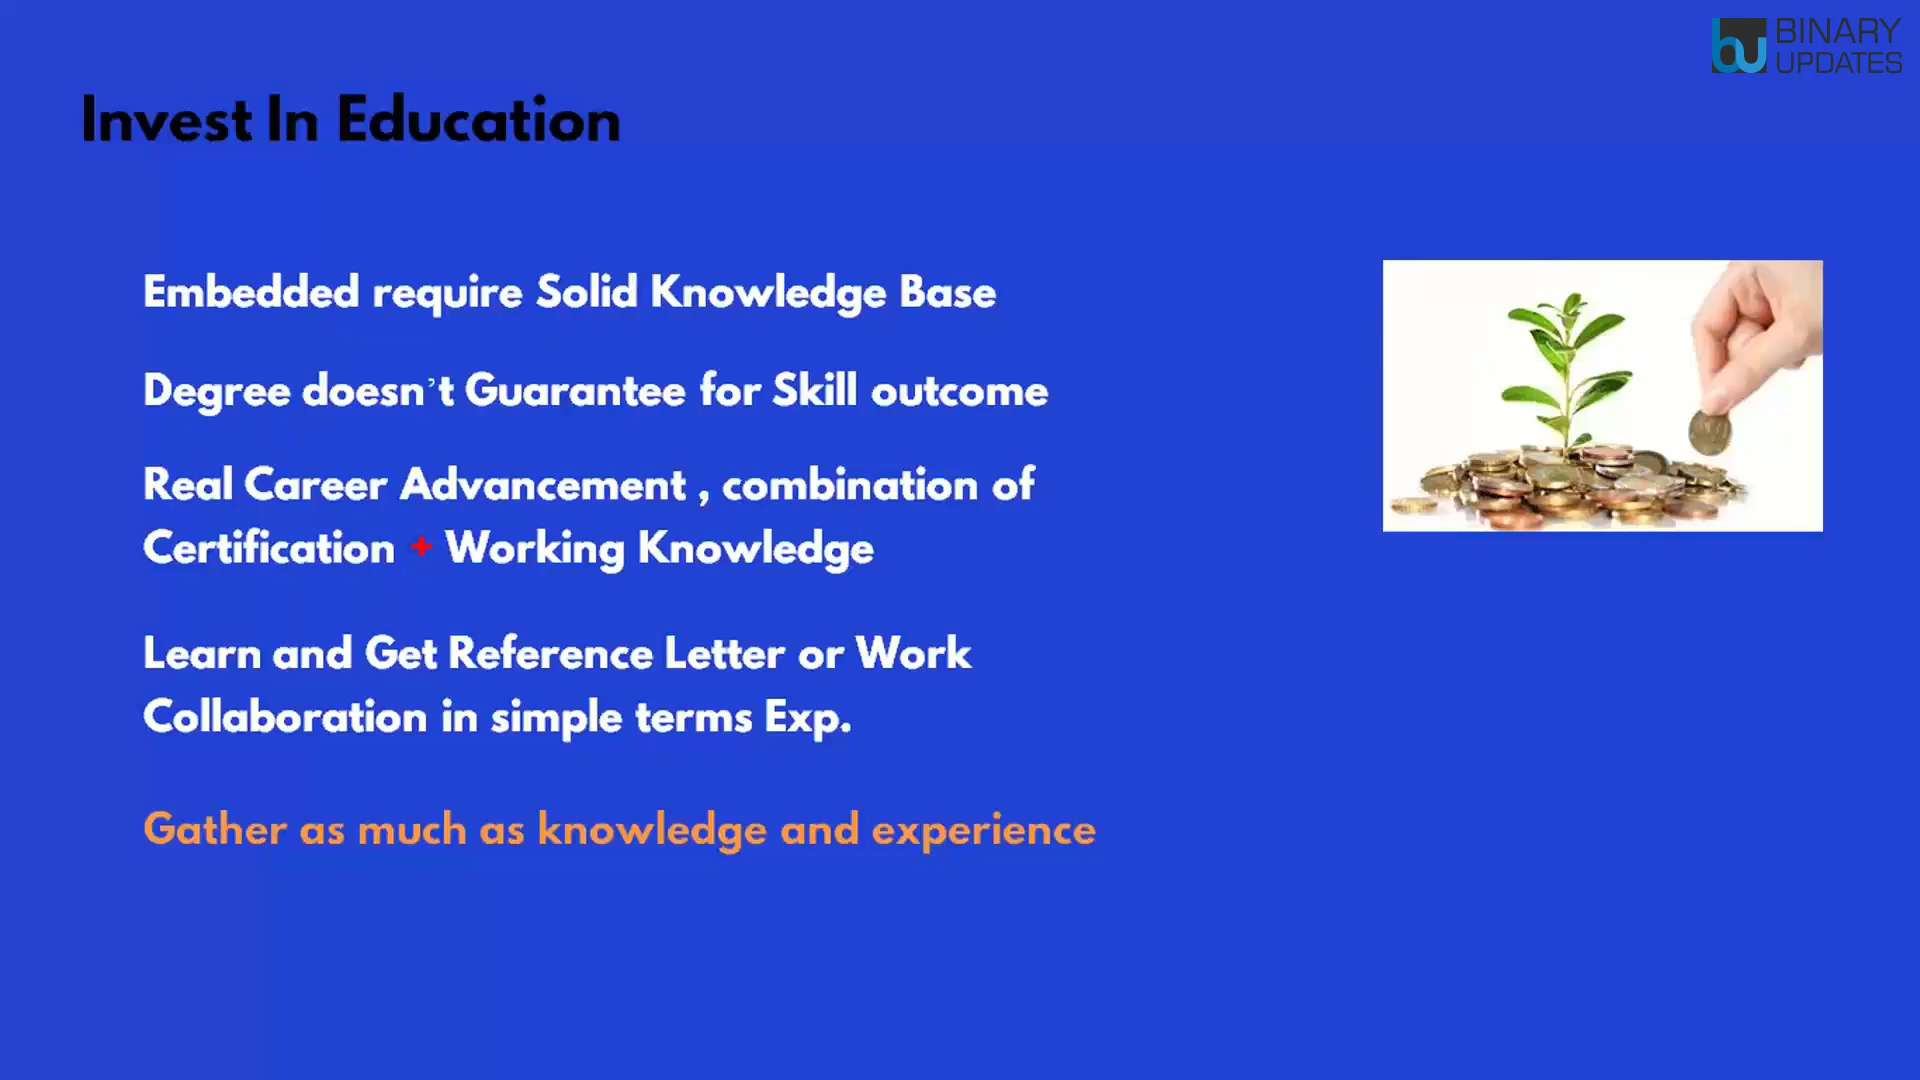 BINARY
UPDATES
Invest In Education
Embedded require Solid Knowledge Base
Degree doesn’t Guarantee for Skill outcome
Real Career Advancement , combination of
Certification + Working Knowledge
Learn and Get Reference Letter or Work
Collaboration in simple terms Exp.
Gather as much as knowledge and experience